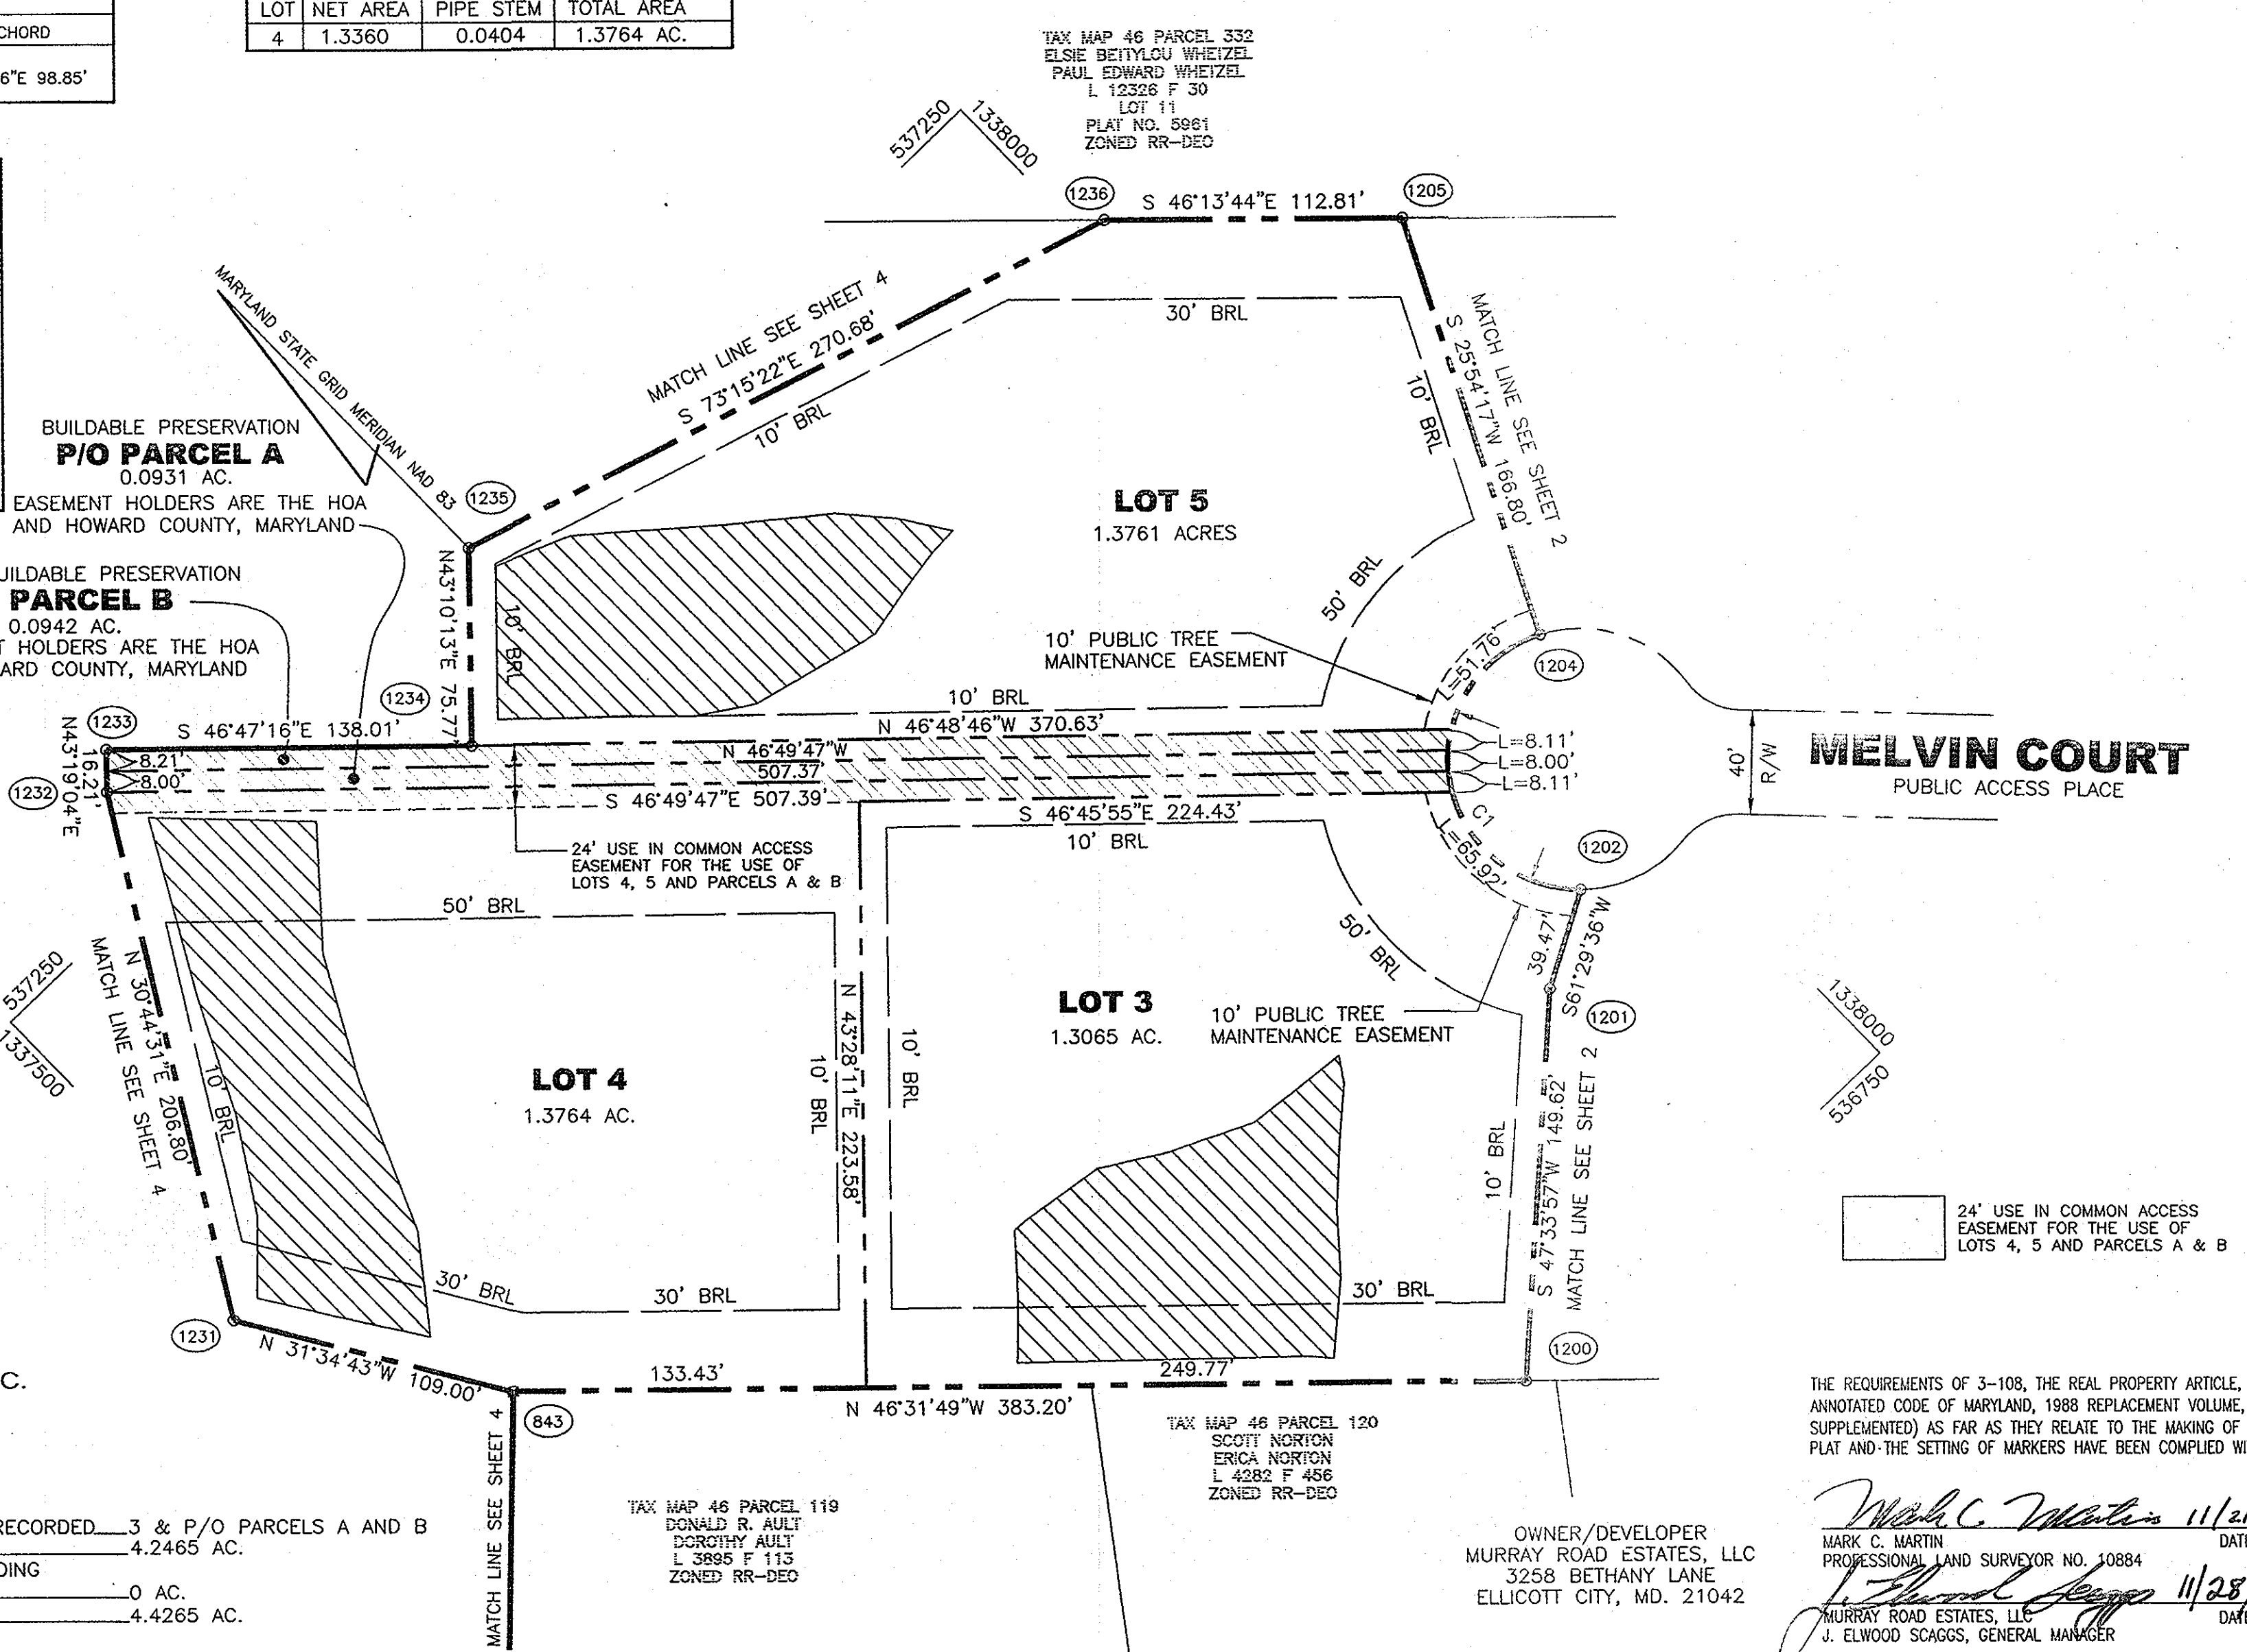 CHORD
6"E 98.85'
LOT NET AREA PIPE STEM TOTAL AREA
4 1.3360 0.0404 1.3764 AC.
TAX MAP 46 PARCEL 332
ELSIE BEITYLOU WHEIZEL
PAUL EDWARD WHEIZEL
L 12326 F 30
LOT 11
PLAT NO. 5961
ZONED RR-DEO
537250
1338000
1236
S 46°13'44"E 112.81'
1205
MARYLAND STATE GRID MERIDIAN NAD 83
MATCH LINE SEE SHEET 4
S 73°15'22"E 270.68'
10' BRL
30' BRL
MATCH LINE SEE SHEET 2
S 25°54'17"W 166.80'
10' BRL
BUILDABLE PRESERVATION
P/O PARCEL A
0.0931 AC.
EASEMENT HOLDERS ARE THE HOA
AND HOWARD COUNTY, MARYLAND
1235
LOT 5
1.3761 ACRES
UILDABLE PRESERVATION
PARCEL B
0.0942 AC.
T HOLDERS ARE THE HOA
ARD COUNTY, MARYLAND
N43°10'13"E 75.77'
10' BRL
50' BRL
10' PUBLIC TREE
MAINTENANCE EASEMENT
L=51.76'
1204
1234
1233
S 46°47'16"E 138.01'
10' BRL
N 46°48'46"W 370.63'
N 46°49'47"W
507.37'
S 46°49'47"E 507.39'
N43°19'04"E
16.21'
8.21'
8.00'
1232
L=8.11'
L=8.00'
L=8.11'
40'
R/W
MELVIN COURT
PUBLIC ACCESS PLACE
S 46°45'55"E 224.43'
10' BRL
C1
L=65.92'
1202
24' USE IN COMMON ACCESS
EASEMENT FOR THE USE OF
LOTS 4, 5 AND PARCELS A & B
50' BRL
50' BRL
39.47'
S61°29'36"W
1201
537250
1337500
MATCH LINE SEE SHEET 4
N 30°44'31"E 206.80'
10' BRL
LOT 4
1.3764 AC.
10' BRL
N 43°28'11"E 223.58'
10' BRL
LOT 3
1.3065 AC.
10' PUBLIC TREE
MAINTENANCE EASEMENT
1338000
536750
10' BRL
S 47°33'57"W 149.62'
MATCH LINE SEE SHEET 2
24' USE IN COMMON ACCESS
EASEMENT FOR THE USE OF
LOTS 4, 5 AND PARCELS A & B
30' BRL
30' BRL
30' BRL
1231
N 31°34'43"W 109.00'
133.43'
249.77'
1200
843
N 46°31'49"W 383.20'
MATCH LINE SEE SHEET 4
C.
TAX MAP 46 PARCEL 120
SCOTT NORTON
ERICA NORTON
L 4282 F 456
ZONED RR-DEO
TAX MAP 46 PARCEL 119
DONALD R. AULT
DOROTHY AULT
L 3895 F 113
ZONED RR-DEO
RECORDED 3 & P/O PARCELS A AND B
4.2465 AC.
DING
0 AC.
4.4265 AC.
OWNER/DEVELOPER
MURRAY ROAD ESTATES, LLC
3258 BETHANY LANE
ELLICOTT CITY, MD. 21042
THE REQUIREMENTS OF 3-108, THE REAL PROPERTY ARTICLE,
ANNOTATED CODE OF MARYLAND, 1988 REPLACEMENT VOLUME,
SUPPLEMENTED) AS FAR AS THEY RELATE TO THE MAKING OF
PLAT AND THE SETTING OF MARKERS HAVE BEEN COMPLIED WI
Mark C. Martin 11/21
MARK C. MARTIN DATE
PROFESSIONAL LAND SURVEYOR NO. 10884
J. Elwood Scaggs 11/28/
MURRAY ROAD ESTATES, LLC DATE
J. ELWOOD SCAGGS, GENERAL MANAGER